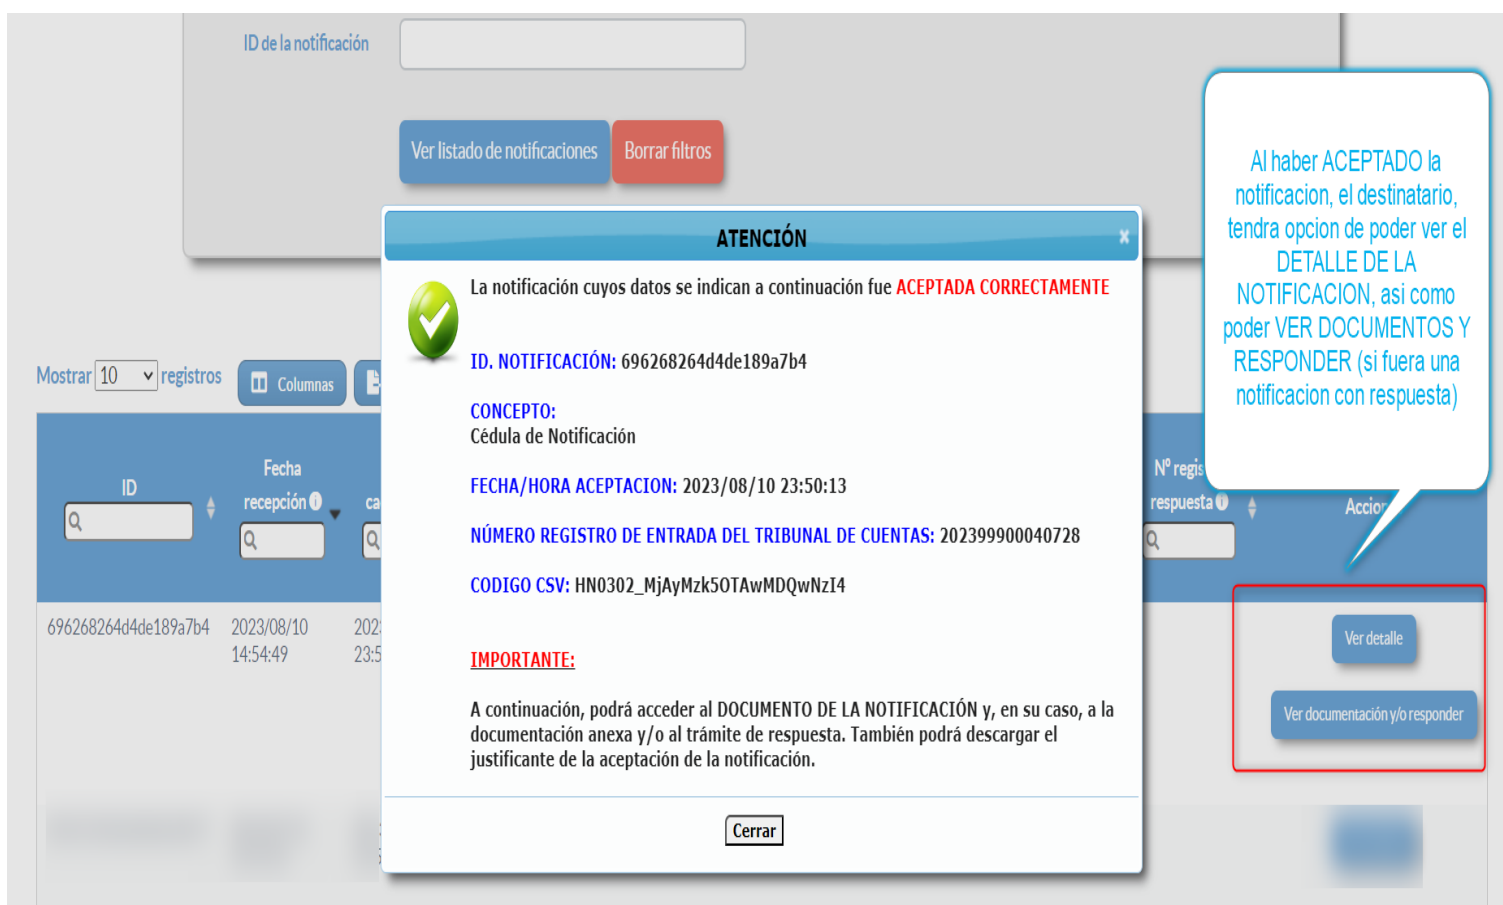 ID de la notificación
Ver listado de notificaciones
Borrar filtros
Al haber ACEPTADO la
notificacion, el destinatario,
tendra opcion de poder ver el
DETALLE DE LA
NOTIFICACION, asi como
poder VER DOCUMENTOS Y
RESPONDER (si fuera una
notificacion con respuesta)
ATENCIÓN
La notificación cuyos datos se indican a continuación fue ACEPTADA CORRECTAMENTE
ID. NOTIFICACIÓN: 696268264d4de189a7b4
CONCEPTO:
Cédula de Notificación
FECHA/HORA ACEPTACION: 2023/08/10 23:50:13
NÚMERO REGISTRO DE ENTRADA DEL TRIBUNAL DE CUENTAS: 202399900040728
CODIGO CSV: HN0302_MjAyMzk5OTAwMDQwNzI4
IMPORTANTE:
A continuación, podrá acceder al DOCUMENTO DE LA NOTIFICACIÓN y, en su caso, a la
documentación anexa y/o al trámite de respuesta. También podrá descargar el
justificante de la aceptación de la notificación.
Cerrar
Mostrar 10 registros
Columnas
ID
Fecha
recepción
Nº
respuesta
696268264d4de189a7b4
2023/08/10
14:54:49
Ver detalle
Ver documentación y/o responder